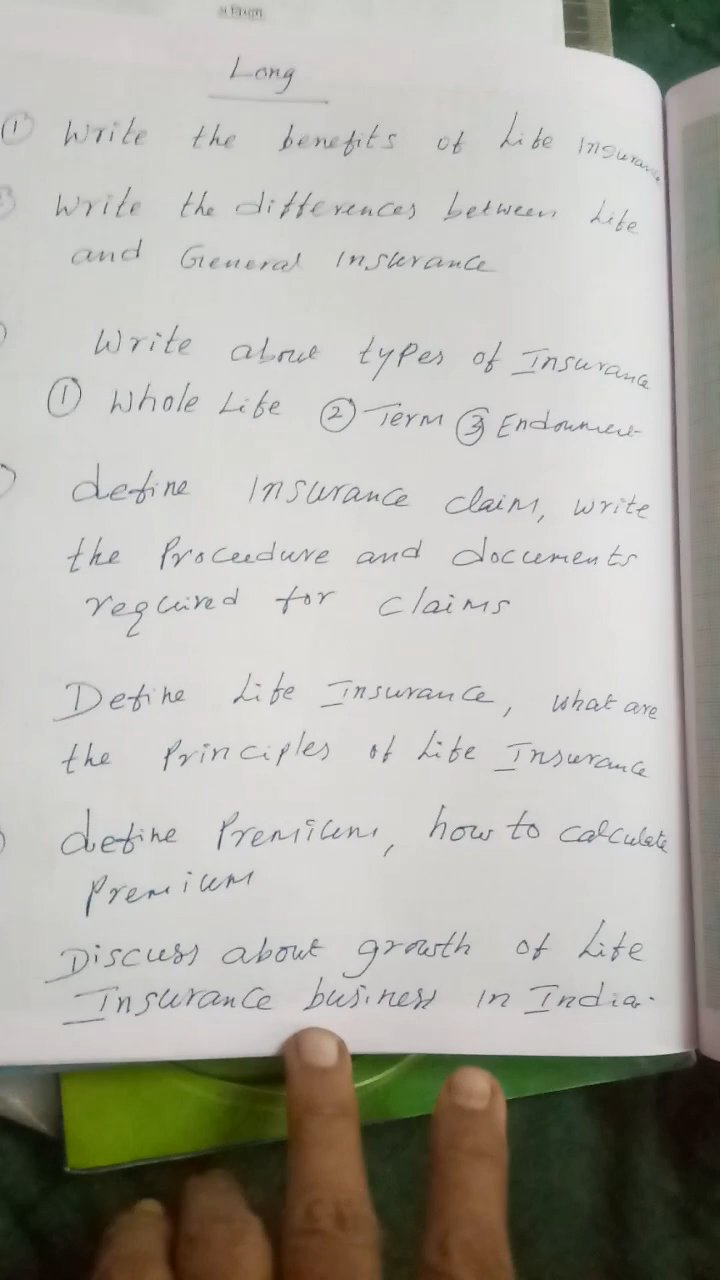 Long
① Write the benefits of Life Insurance
Write the differences between Life
and General Insurance
Write about types of Insurance
① Whole Life ② Term ③ Endowment
define Insurance claim, write
the Proceedure and documents
required for claims
Define Life Insurance, what are
the Principles of Life Insurance
define Premium, how to calculate
Premium
Discuss about growth of Life
Insurance business in India.